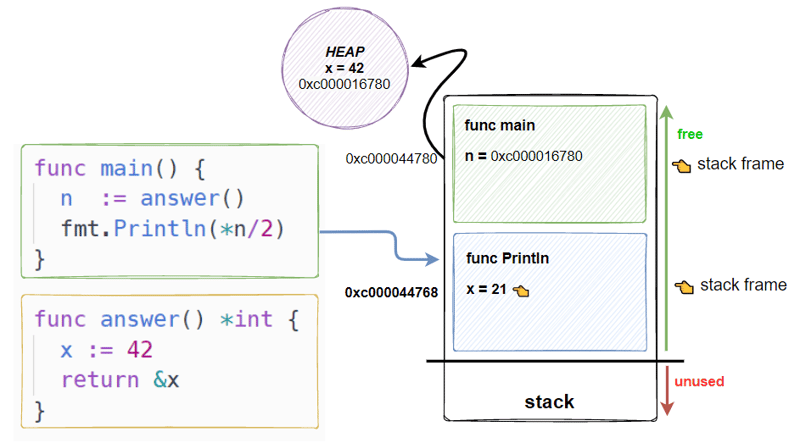 HEAP
x = 42
0xc000016780
func main
n = 0xc000016780
0xc000044780
free
stack frame
func main() {
n := answer()
fmt.Println(*n/2)
}
func Println
x = 21
0xc000044768
stack frame
func answer() *int {
x := 42
return &x
}
unused
stack